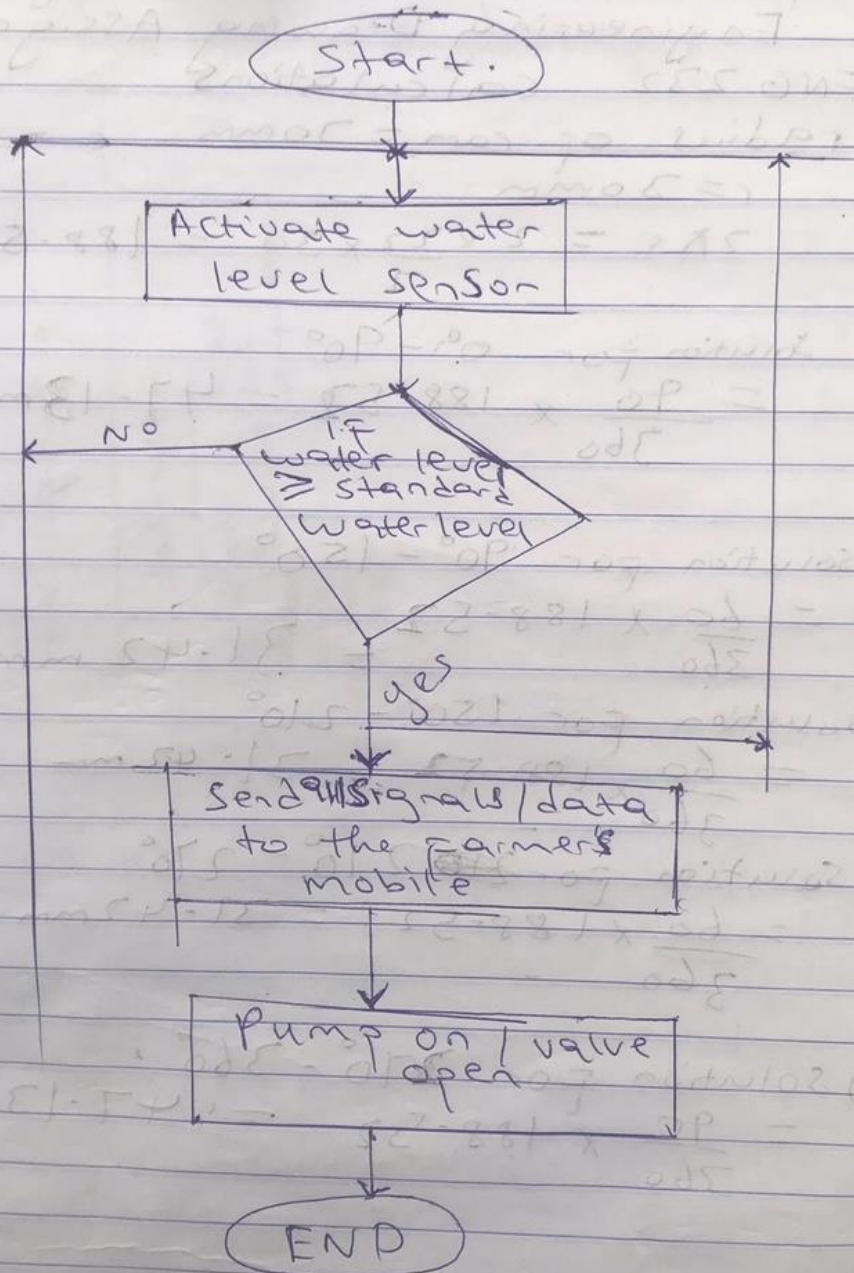 Start.
Activate water
level sensor
No
if
water level
≥ standard
water level
yes
Send all signals/data
to the farmer's
mobile
Pump on / valve
open
END